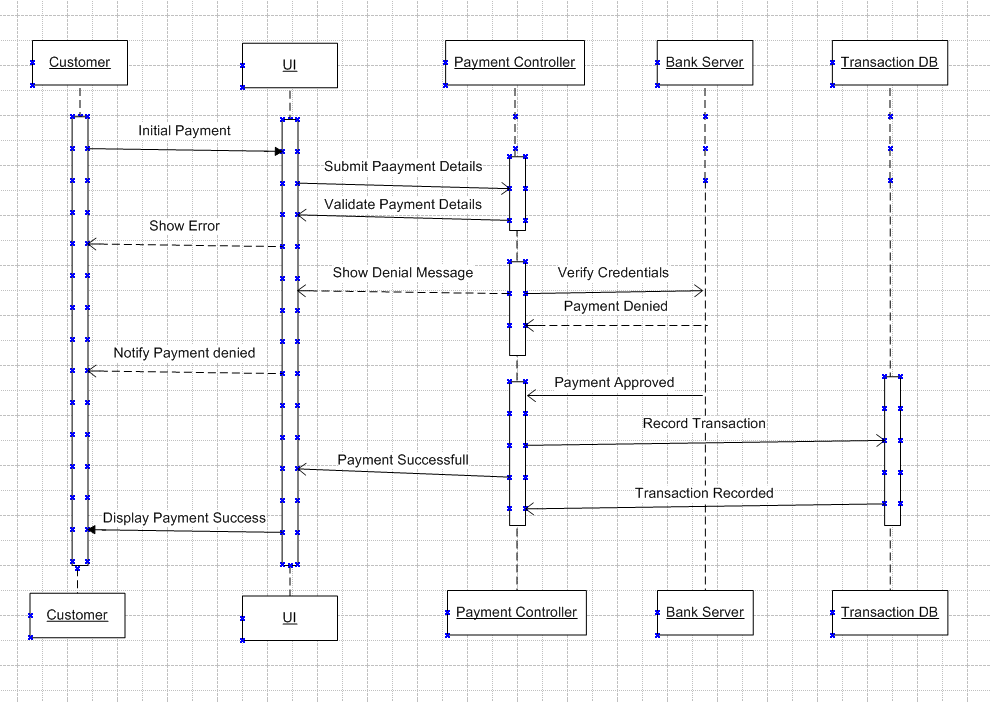 Customer
UI
Payment Controller
Bank Server
Transaction DB
Initial Payment
Submit Paayment Details
Validate Payment Details
Show Error
Show Denial Message
Verify Credentials
Payment Denied
Notify Payment denied
Payment Approved
Record Transaction
Payment Successfull
Transaction Recorded
Display Payment Success
Customer
UI
Payment Controller
Bank Server
Transaction DB